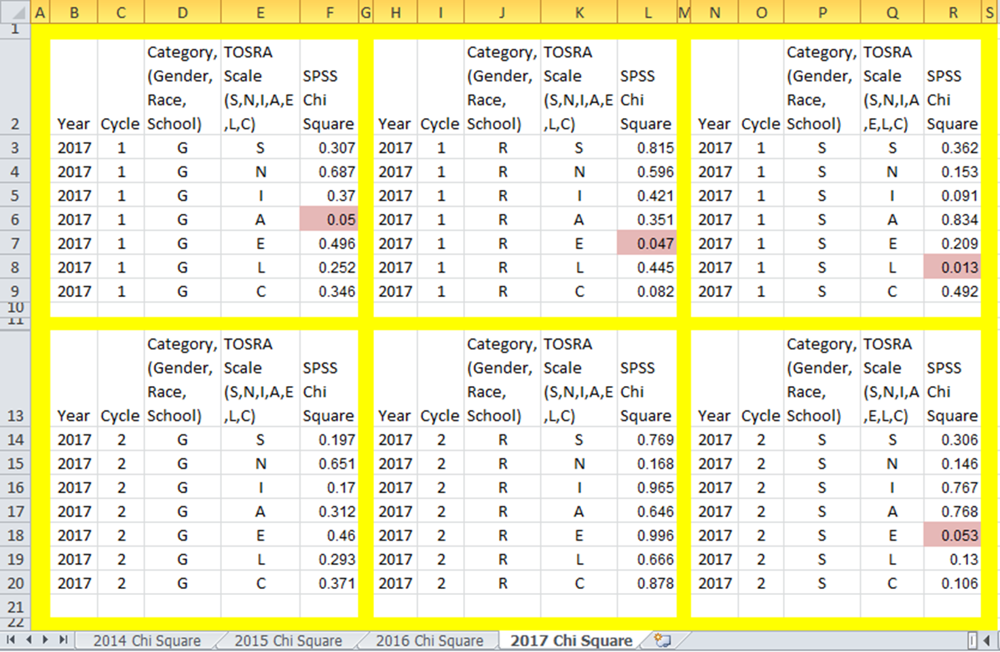 A B C D E F G H I J K L M N O P Q R S
1
Category, TOSRA Category, TOSRA Category, TOSRA
(Gender, Scale SPSS (Gender, Scale SPSS (Gender, Scale SPSS
Race, (S,N,I,A,E Chi Race, (S,N,I,A,E Chi Race, (S,N,I,A Chi
2 Year Cycle School) ,L,C) Square Year Cycle School) ,L,C) Square Year Cycle School) ,E,L,C) Square
3 2017 1 G S 0.307 2017 1 R S 0.815 2017 1 S S 0.362
4 2017 1 G N 0.687 2017 1 R N 0.596 2017 1 S N 0.153
5 2017 1 G I 0.37 2017 1 R I 0.421 2017 1 S I 0.091
6 2017 1 G A 0.05 2017 1 R A 0.351 2017 1 S A 0.834
7 2017 1 G E 0.496 2017 1 R E 0.047 2017 1 S E 0.209
8 2017 1 G L 0.252 2017 1 R L 0.445 2017 1 S L 0.013
9 2017 1 G C 0.346 2017 1 R C 0.082 2017 1 S C 0.492
10
11
Category, TOSRA Category, TOSRA Category, TOSRA
(Gender, Scale SPSS (Gender, Scale SPSS (Gender, Scale SPSS
Race, (S,N,I,A,E Chi Race, (S,N,I,A,E Chi Race, (S,N,I,A Chi
13 Year Cycle School) ,L,C) Square Year Cycle School) ,L,C) Square Year Cycle School) ,E,L,C) Square
14 2017 2 G S 0.197 2017 2 R S 0.769 2017 2 S S 0.306
15 2017 2 G N 0.651 2017 2 R N 0.168 2017 2 S N 0.146
16 2017 2 G I 0.17 2017 2 R I 0.965 2017 2 S I 0.767
17 2017 2 G A 0.312 2017 2 R A 0.646 2017 2 S A 0.768
18 2017 2 G E 0.46 2017 2 R E 0.996 2017 2 S E 0.053
19 2017 2 G L 0.293 2017 2 R L 0.666 2017 2 S L 0.13
20 2017 2 G C 0.371 2017 2 R C 0.878 2017 2 S C 0.106
21
22
2014 Chi Square 2015 Chi Square 2016 Chi Square 2017 Chi Square